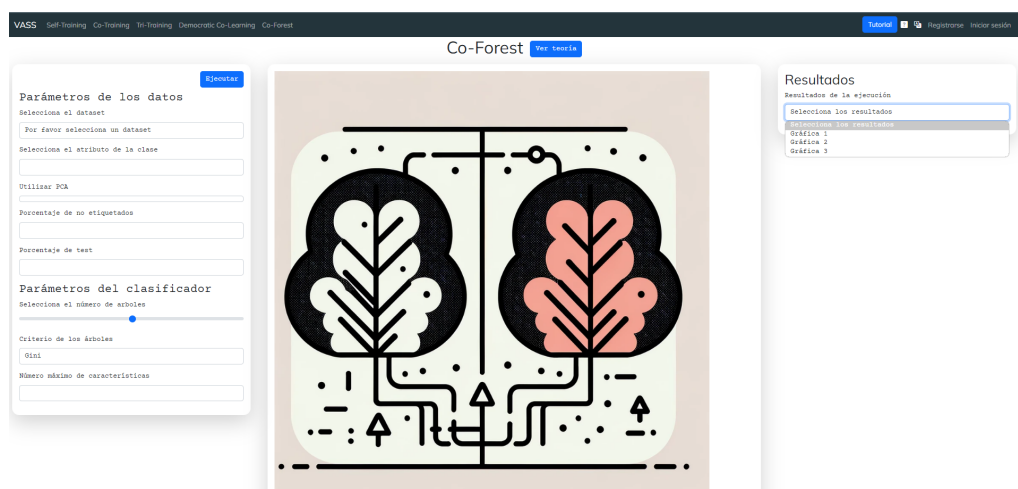 VASS Self-Training Co-Training Tri-Training Democratic Co-Learning Co-Forest Tutorial Registrarse Iniciar sesión
Co-Forest Ver teoría
Ejecutar
Parámetros de los datos
Selecciona el dataset
Por favor selecciona un dataset
Selecciona el atributo de la clase
Utilizar PCA
Porcentaje de no etiquetados
Porcentaje de test
Parámetros del clasificador
Selecciona el número de arboles
Criterio de los árboles
Gini
Número máximo de características
Resultados
Resultados de la ejecución
Selecciona los resultados
Selecciona los resultados
Gráfica 1
Gráfica 2
Gráfica 3